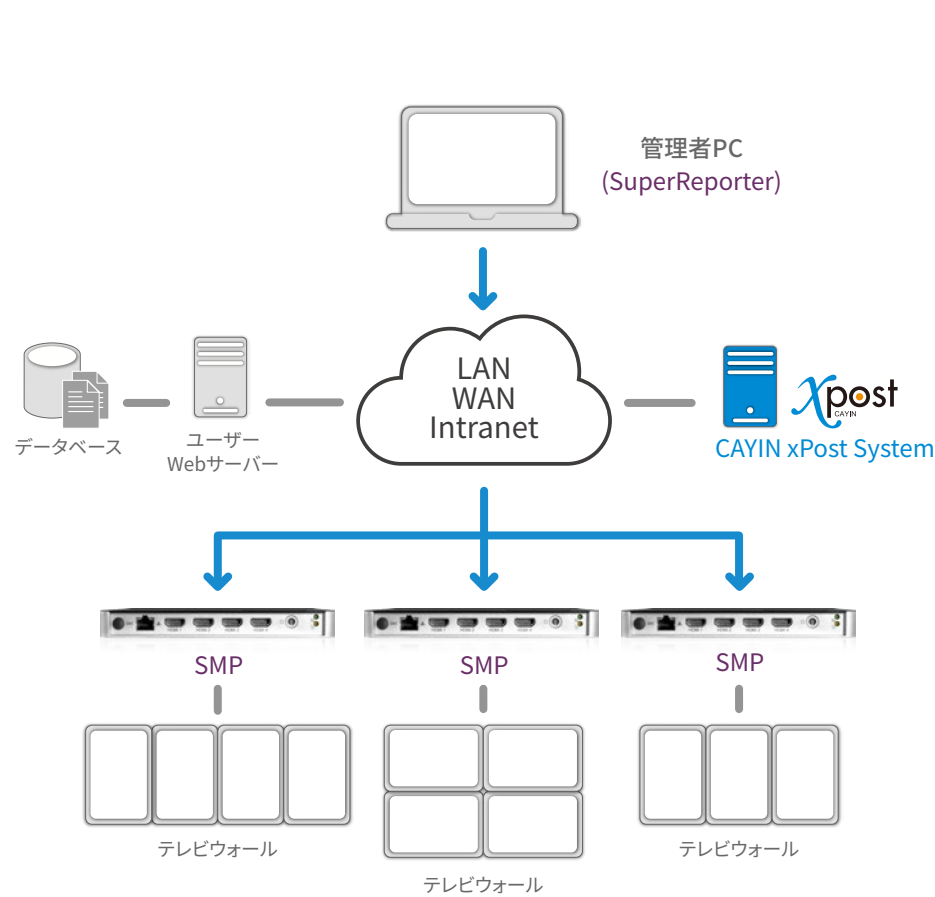 管理者PC
(SuperReporter)
LAN
WAN
Intranet
データベース
ユーザー
Webサーバー
Xpost
CAYIN
CAYIN xPost System
SMP
SMP
SMP
テレビウォール
テレビウォール
テレビウォール